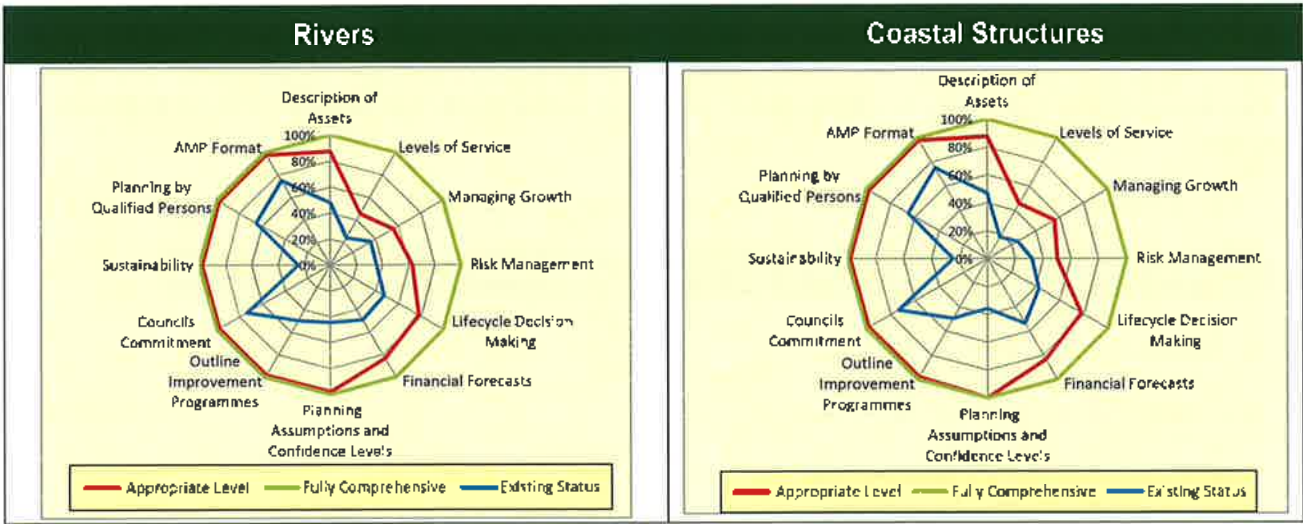 Rivers
Description of
Assets
100%
80%
60%
40%
20%
0%
Levels of Service
Managing Growth
Risk Management
Lifecycle Decision
Making
Financial Forecasts
Planning
Assumptions and
Confidence Levels
Outline
Improvement
Programmes
Councils
Commitment
Sustainability
Planning by
Qualified Persons
AMP Format
Appropriate Level
Fully Comprehensive
Existing Status
Coastal Structures
Description of
Assets
100%
80%
60%
40%
20%
0%
Levels of Service
Managing Growth
Risk Management
Lifecycle Decision
Making
Financial Forecasts
Planning
Assumptions and
Confidence Levels
Outline
Improvement
Programmes
Councils
Commitment
Sustainability
Planning by
Qualified Persons
AMP Format
Appropriate Level
Fully Comprehensive
Existing Status